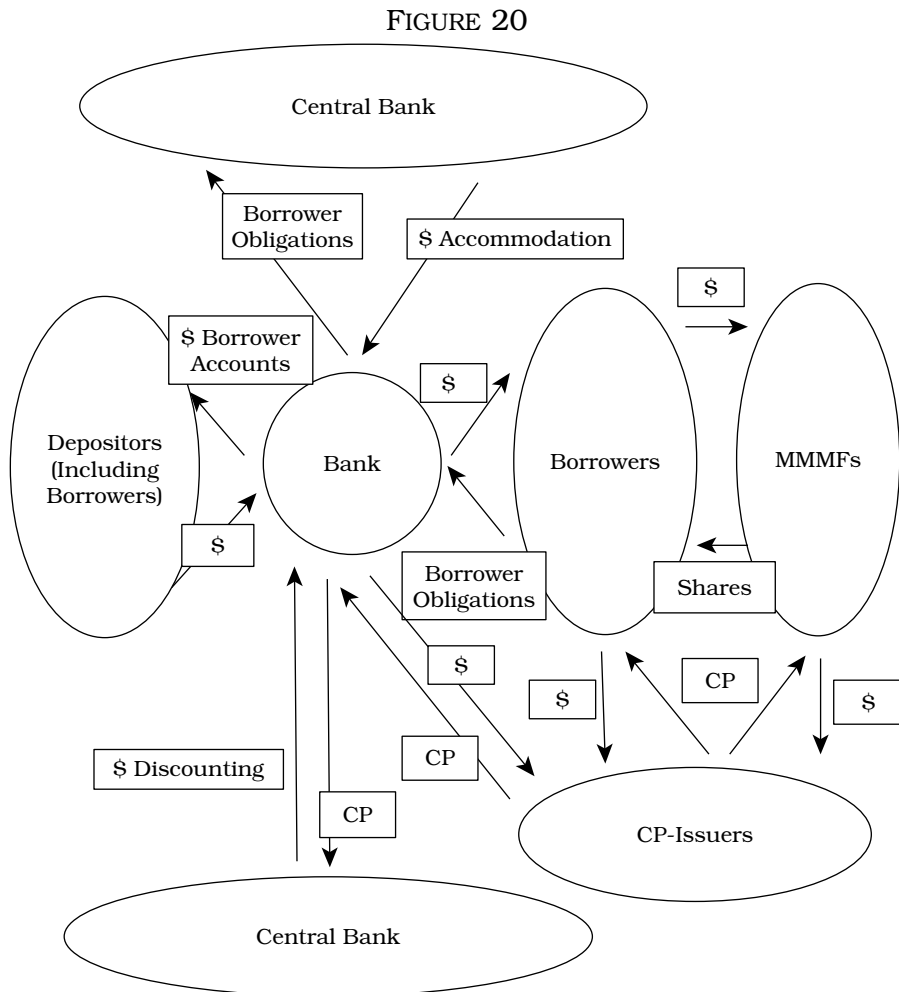 FIGURE 20
Central Bank
Borrower
Obligations
$ Accommodation
$
$ Borrower
Accounts
$
Depositors
(Including
Borrowers)
Bank
Borrowers
MMMFs
$
Borrower
Obligations
Shares
$
$
CP
$
$ Discounting
CP
CP
CP-Issuers
Central Bank